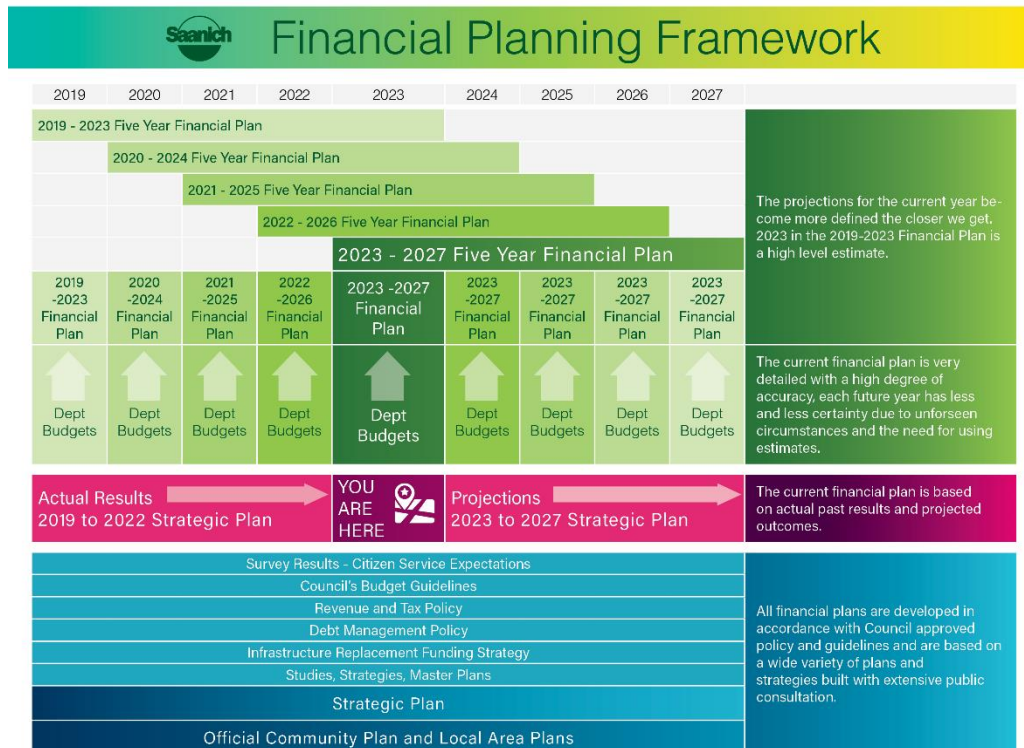 Saanich
Financial Planning Framework
2019 2020 2021 2022 2023 2024 2025 2026 2027
2019 - 2023 Five Year Financial Plan
2020 - 2024 Five Year Financial Plan
2021 - 2025 Five Year Financial Plan
2022 - 2026 Five Year Financial Plan
2023 - 2027 Five Year Financial Plan
The projections for the current year be-
come more defined the closer we get.
2023 in the 2019-2023 Financial Plan is
a high level estimate.
2019
-2023
Financial
Plan
2020
-2024
Financial
Plan
2021
-2025
Financial
Plan
2022
-2026
Financial
Plan
2023 -2027
Financial
Plan
2023
-2027
Financial
Plan
2023
-2027
Financial
Plan
2023
-2027
Financial
Plan
2023
-2027
Financial
Plan
Dept
Budgets
Dept
Budgets
Dept
Budgets
Dept
Budgets
Dept
Budgets
Dept
Budgets
Dept
Budgets
Dept
Budgets
Dept
Budgets
The current financial plan is very
detailed with a high degree of
accuracy, each future year has less
and less certainty due to unforseen
circumstances and the need for using
estimates.
Actual Results
2019 to 2022 Strategic Plan
YOU
ARE
HERE
Projections
2023 to 2027 Strategic Plan
The current financial plan is based
on actual past results and projected
outcomes.
Survey Results - Citizen Service Expectations
Council's Budget Guidelines
Revenue and Tax Policy
Debt Management Policy
Infrastructure Replacement Funding Strategy
Studies, Strategies, Master Plans
Strategic Plan
Official Community Plan and Local Area Plans
All financial plans are developed in
accordance with Council approved
policy and guidelines and are based on
a wide variety of plans and
strategies built with extensive public
consultation.